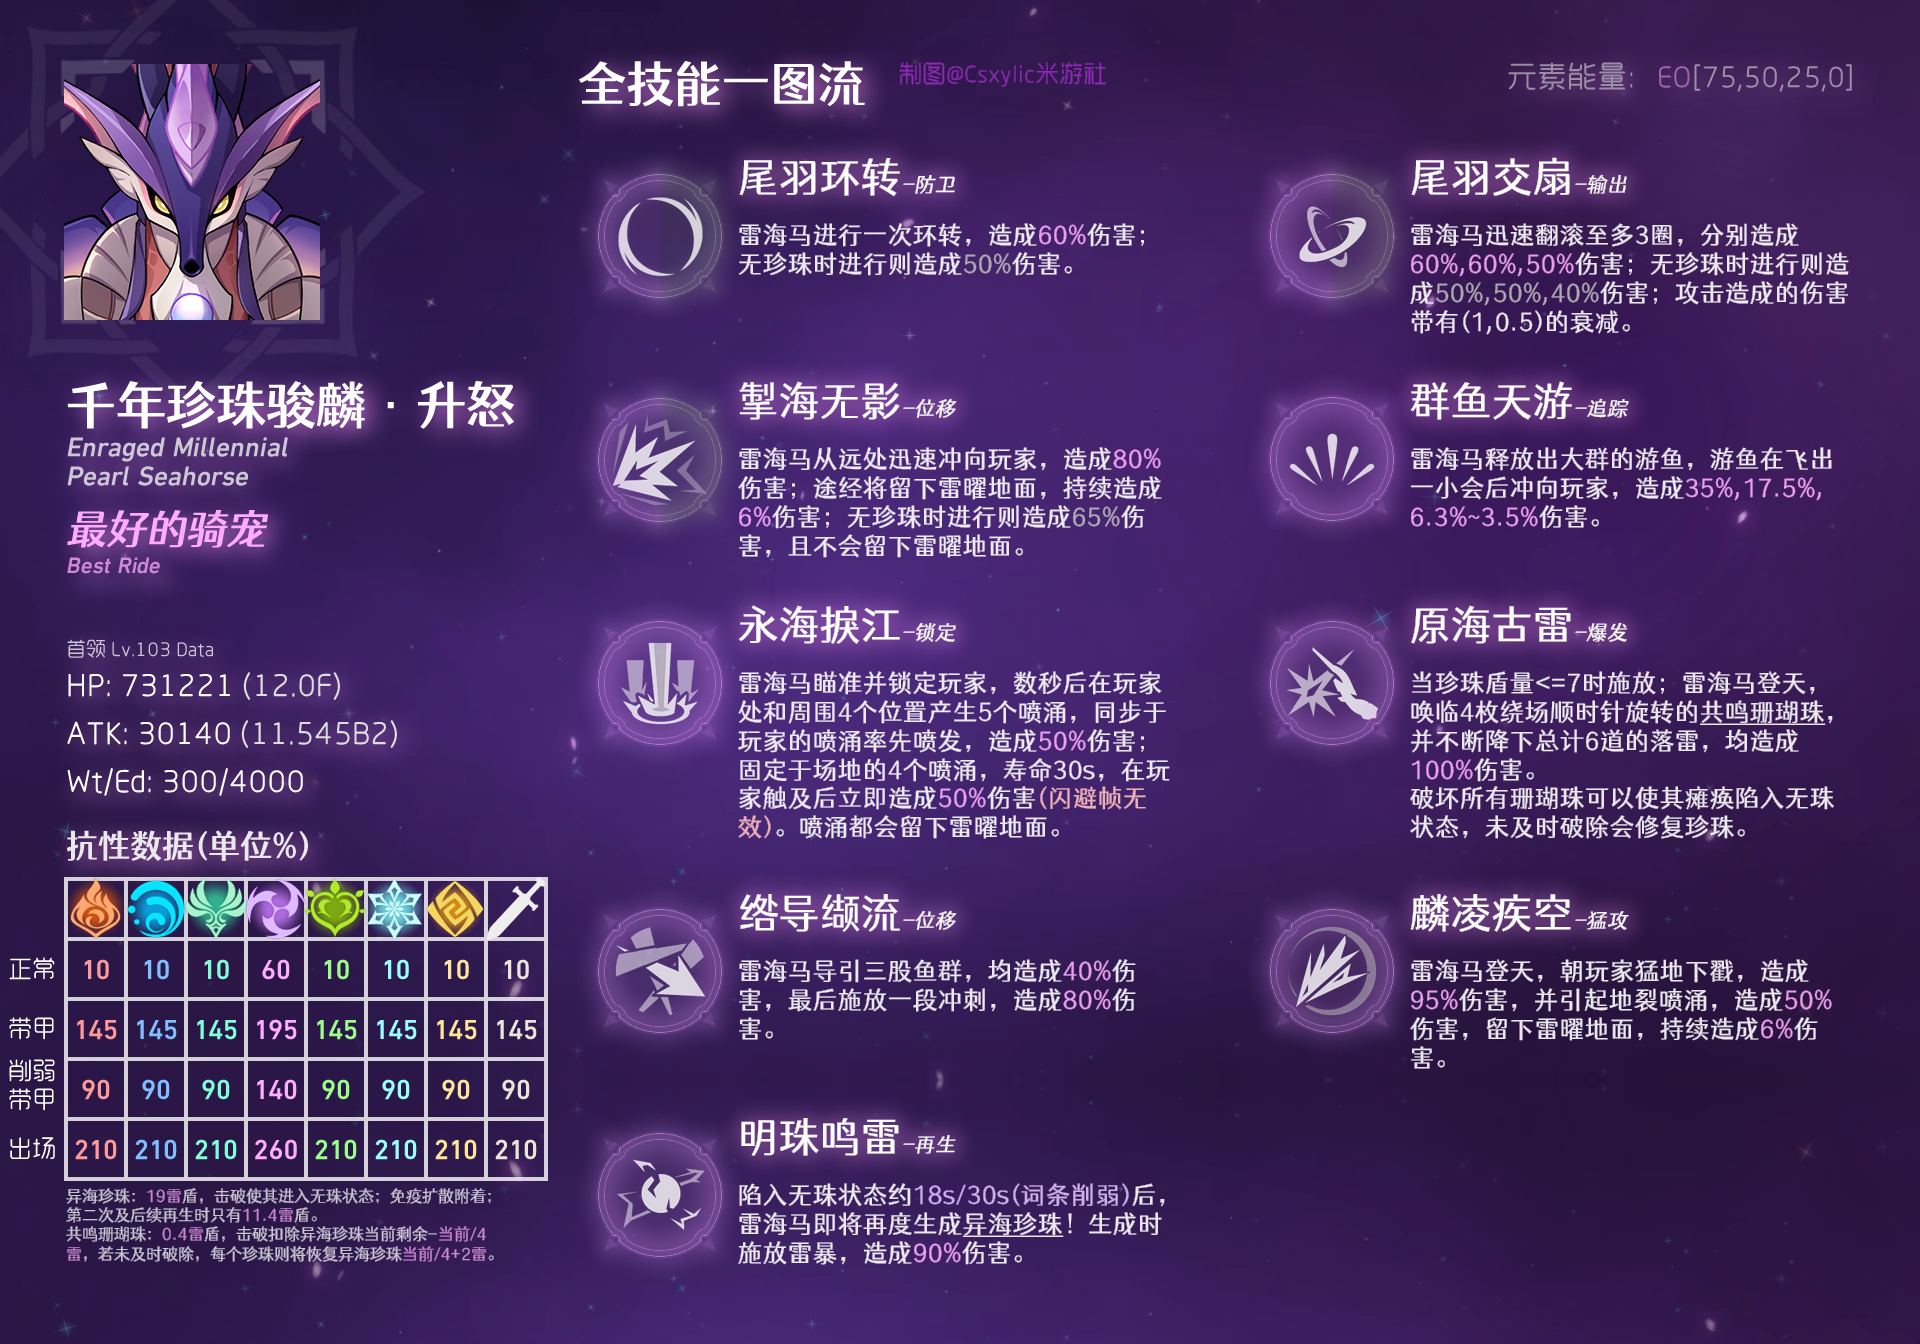 全技能一图流
制图@Csxylic米游社
元素能量: E0[75,50,25,0]
千年珍珠骏麟·升怒
Enraged Millennial
Pearl Seahorse
最好的骑宠
Best Ride
首领 Lv.103 Data
HP: 731221 (12.0F)
ATK: 30140 (11.545B2)
Wt/Ed: 300/4000
抗性数据(单位%)
正常 10 10 10 60 10 10 10 10
带甲 145 145 145 195 145 145 145 145
削弱
带甲 90 90 90 140 90 90 90 90
出场 210 210 210 260 210 210 210 210
异海珍珠：19雷盾，击破使其进入无珠状态；免疫扩散附着；
第二次及后续再生时只有11.4雷盾。
共鸣珊瑚珠：0.4雷盾，击破扣除异海珍珠当前剩余-当前/4
雷，若未及时破除，每个珍珠则将恢复异海珍珠当前/4+2雷。
尾羽环转-防卫
雷海马进行一次环转，造成60%伤害；
无珍珠时进行则造成50%伤害。
尾羽交扇-输出
雷海马迅速翻滚至多3圈，分别造成
60%,60%,50%伤害；无珍珠时进行则造
成50%,50%,40%伤害；攻击造成的伤害
带有(1,0.5)的衰减。
掣海无影-位移
雷海马从远处迅速冲向玩家，造成80%
伤害；途经将留下雷曜地面，持续造成
6%伤害；无珍珠时进行则造成65%伤
害，且不会留下雷曜地面。
群鱼天游-追踪
雷海马释放出大群的游鱼，游鱼在飞出
一小会后冲向玩家，造成35%,17.5%,
6.3%~3.5%伤害。
永海捩江-锁定
雷海马瞄准并锁定玩家，数秒后在玩家
处和周围4个位置产生5个喷涌，同步于
玩家的喷涌率先喷发，造成50%伤害；
固定于场地的4个喷涌，寿命30s，在玩
家触及后立即造成50%伤害(闪避帧无
效)。喷涌都会留下雷曜地面。
原海古雷-爆发
当珍珠盾量<=7时施放；雷海马登天，
唤临4枚绕场顺时针旋转的共鸣珊瑚珠，
并不断降下总计6道的落雷，均造成
100%伤害。
破坏所有珊瑚珠可以使其瘫痪陷入无珠
状态，未及时破除会修复珍珠。
绺导缬流-位移
雷海马导引三股鱼群，均造成40%伤
害，最后施放一段冲刺，造成80%伤
害。
麟凌疾空-猛攻
雷海马登天，朝玩家猛地下戳，造成
95%伤害，并引起地裂喷涌，造成50%
伤害，留下雷曜地面，持续造成6%伤
害。
明珠鸣雷-再生
陷入无珠状态约18s/30s(词条削弱)后，
雷海马即将再度生成异海珍珠！生成时
施放雷暴，造成90%伤害。